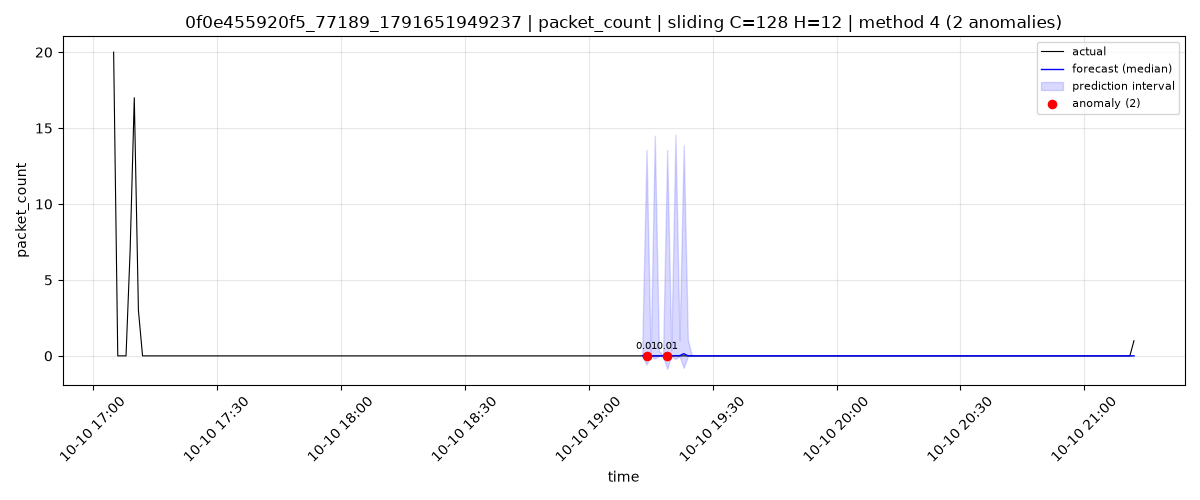 0f0e455920f5_77189_1791651949237 | packet_count | sliding C=128 H=12 | method 4 (2 anomalies)
actual
forecast (median)
prediction interval
anomaly (2)
packet_count
20
15
10
5
0
0.01
0.01
10-10 17:00
10-10 17:30
10-10 18:00
10-10 18:30
10-10 19:00
10-10 19:30
10-10 20:00
10-10 20:30
10-10 21:00
time